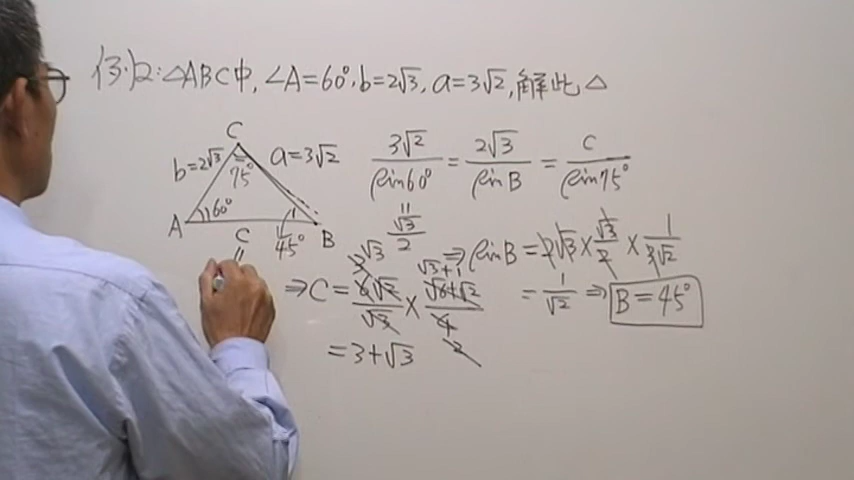 例2:△ABC中,∠A=60°,b=2√3,a=3√2,解此△
C
b=2√3 a=3√2
75°
A 60° 45° B
C
=
3√2/sin60° = 2√3/sinB = C/sin75°
=
√3/2
⇒ sinB = 2√3 × √3/2 × 1/3√2
= 1/√2 ⇒ B=45°
⇒ C = 6√2/√3 × √6+√2/4
√3
√3+1
2
= 3+√3